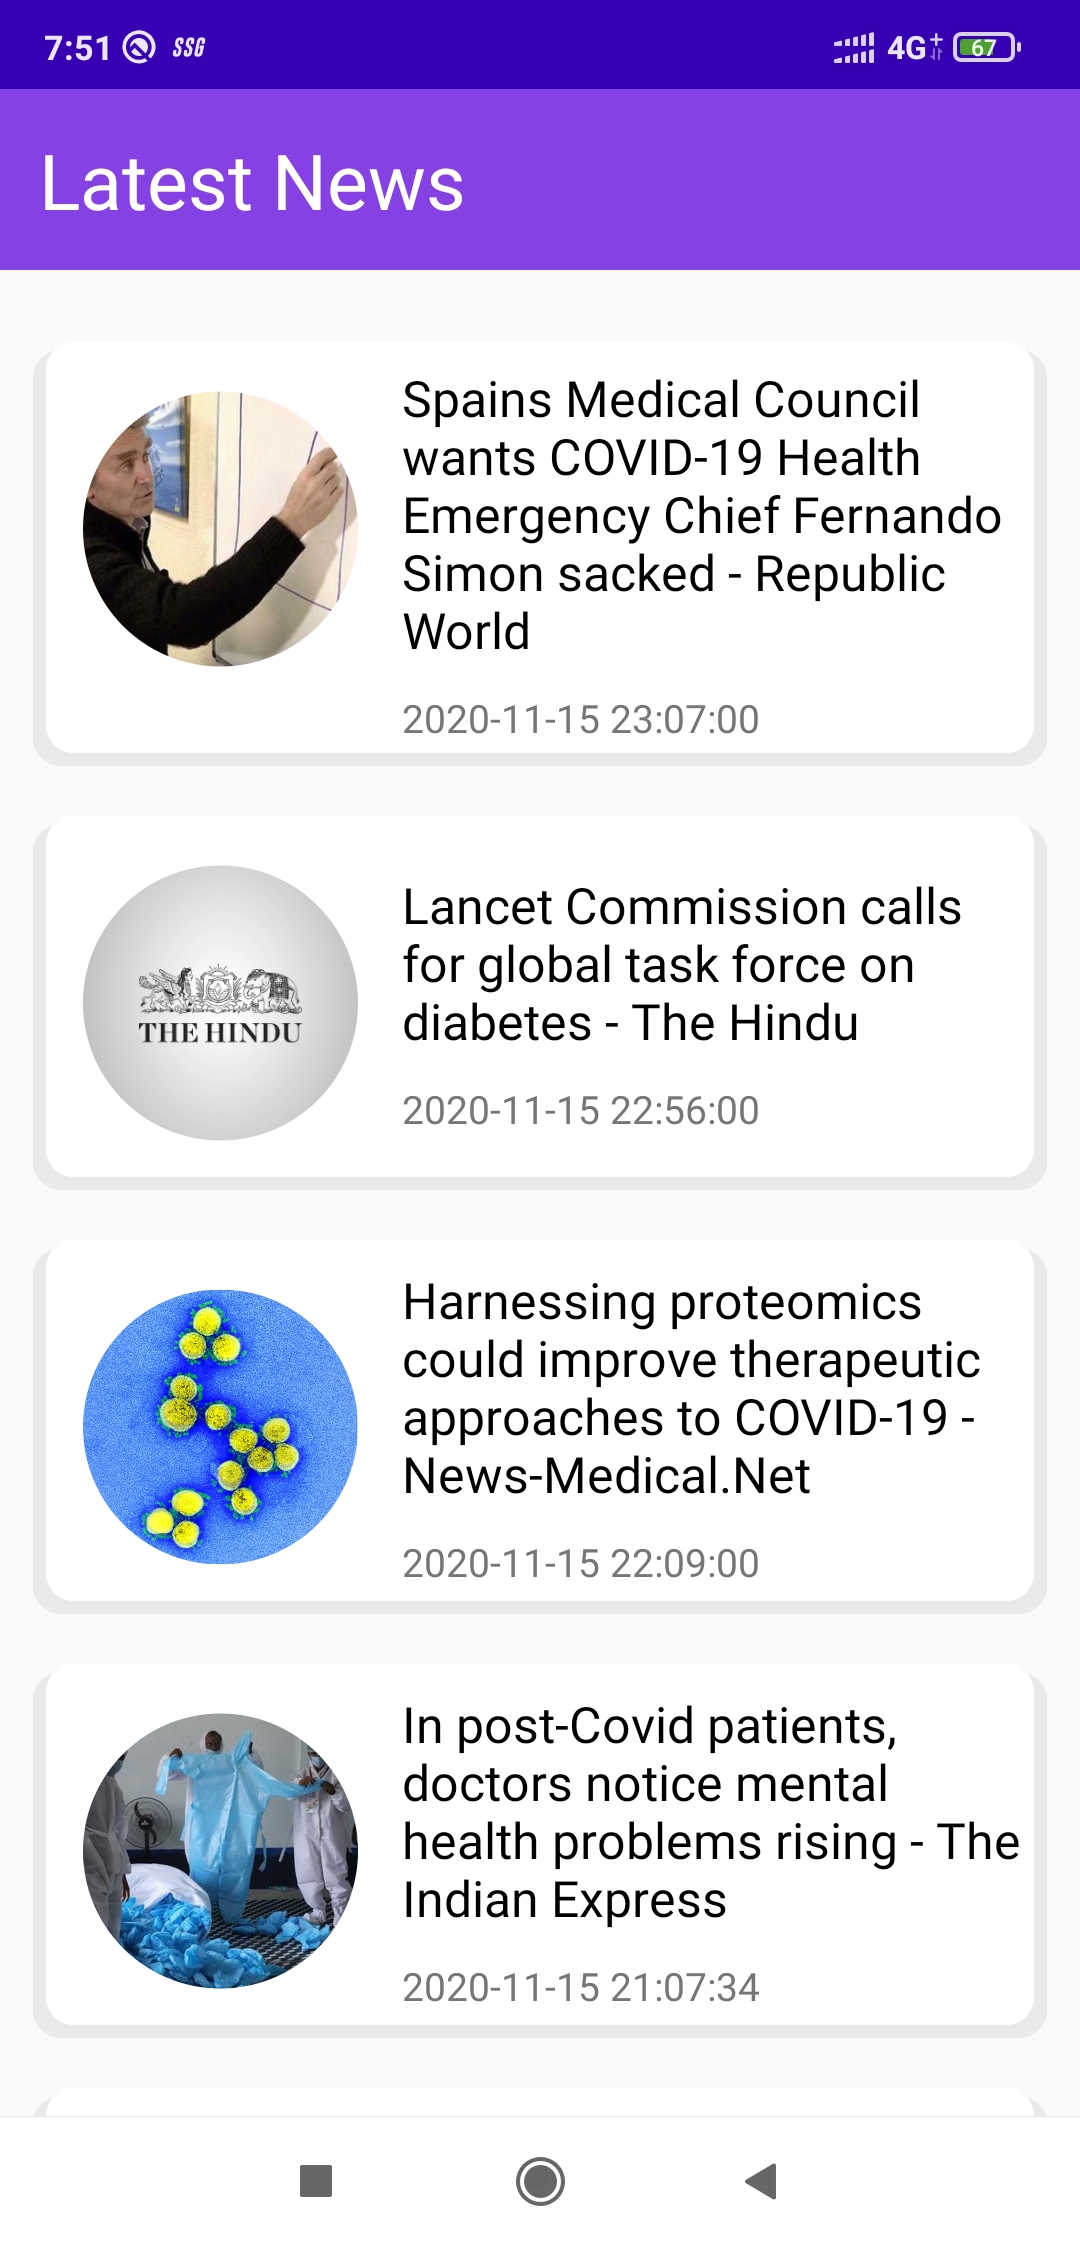 7:51 SSG 4G+ 67
Latest News
Spains Medical Council
wants COVID-19 Health
Emergency Chief Fernando
Simon sacked - Republic
World
2020-11-15 23:07:00
THE HINDU
Lancet Commission calls
for global task force on
diabetes - The Hindu
2020-11-15 22:56:00
Harnessing proteomics
could improve therapeutic
approaches to COVID-19 -
News-Medical.Net
2020-11-15 22:09:00
In post-Covid patients,
doctors notice mental
health problems rising - The
Indian Express
2020-11-15 21:07:34